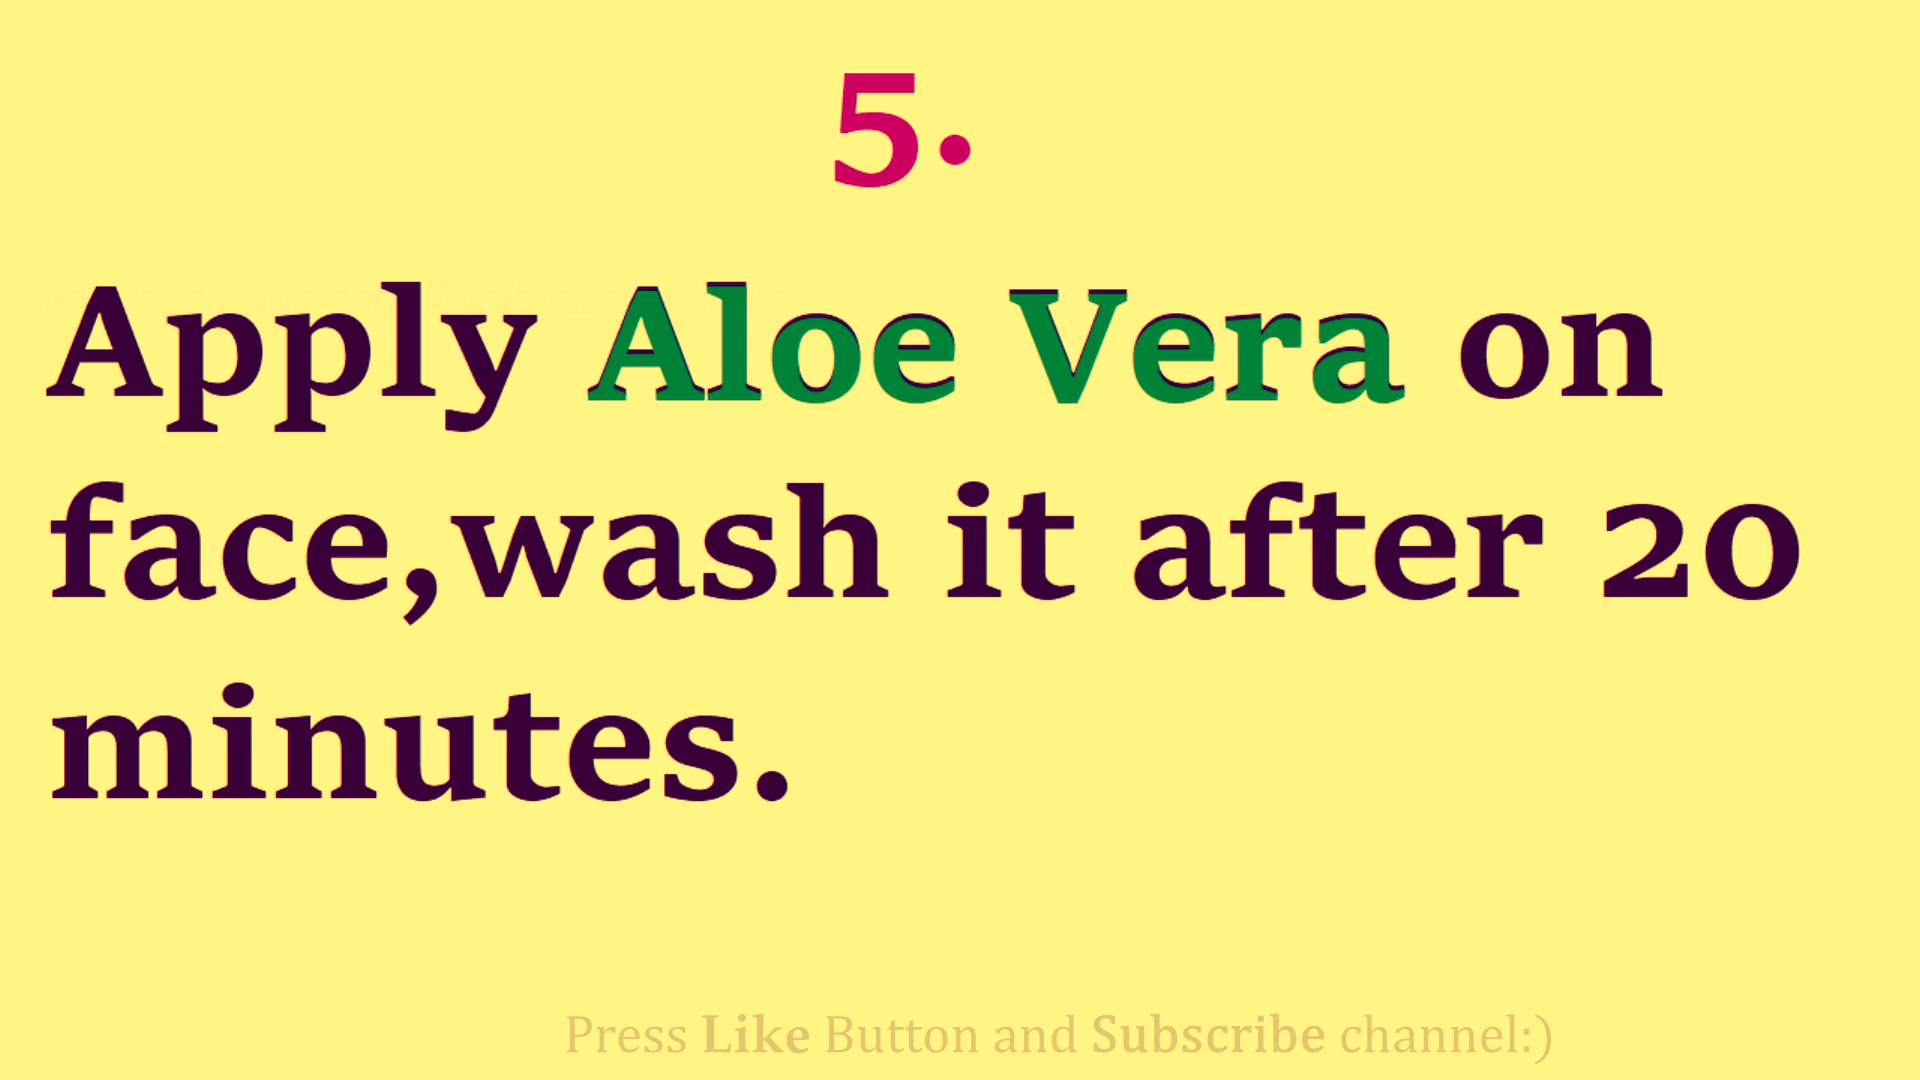 5.
Apply Aloe Vera on
face,wash it after 20
minutes.
Press Like Button and Subscribe channel:)